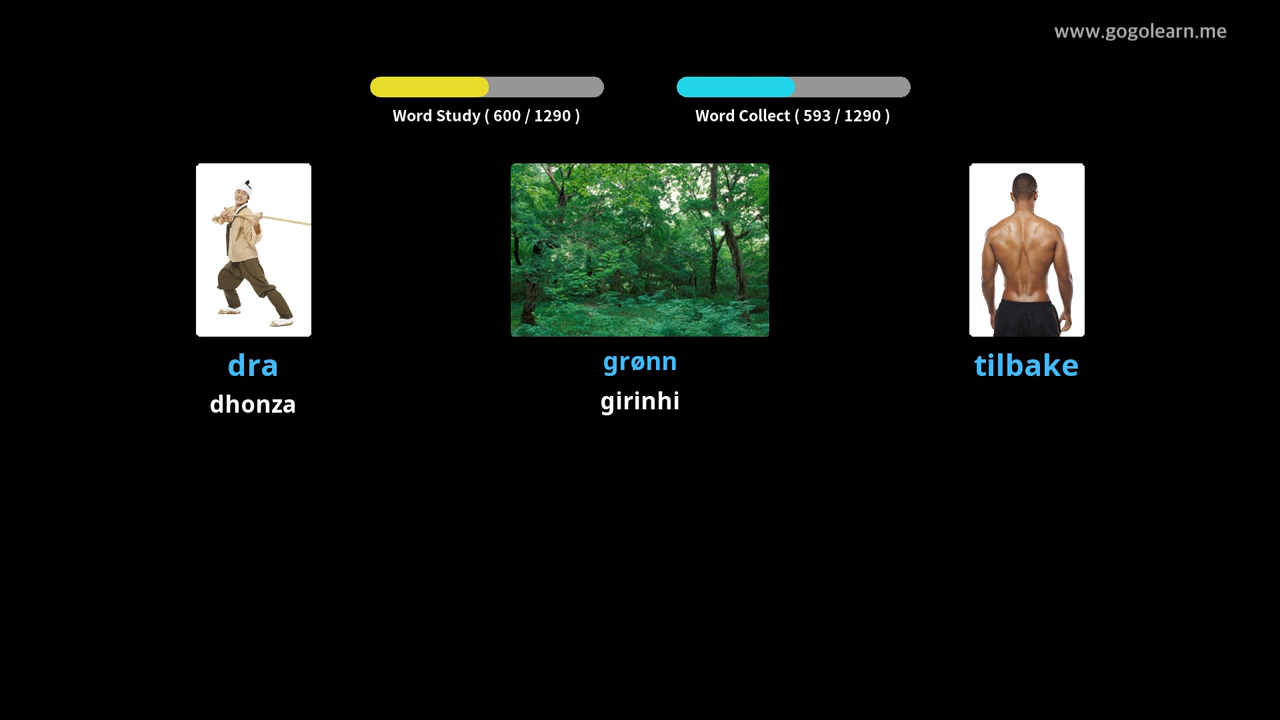 www.gogolearn.me
Word Study ( 600 / 1290 )
Word Collect ( 593 / 1290 )
dra
dhonza
grønn
girinhi
tilbake